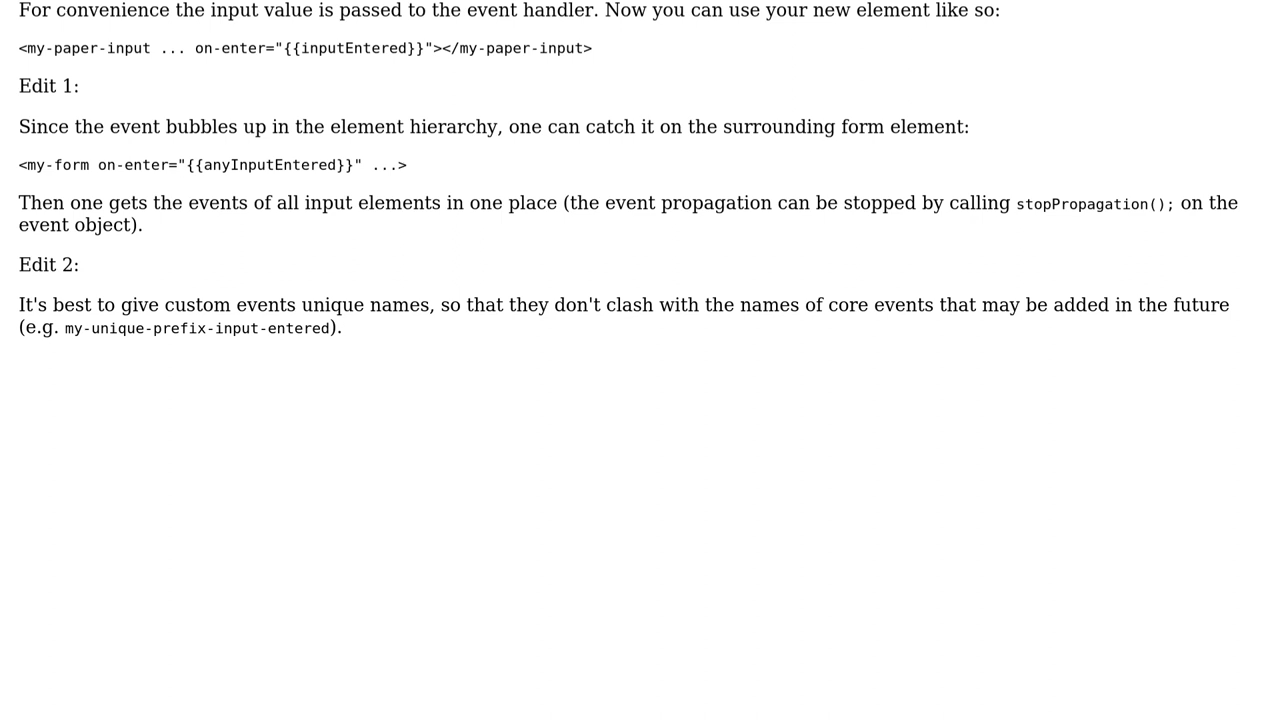 For convenience the input value is passed to the event handler. Now you can use your new element like so:
<my-paper-input ... on-enter="{{inputEntered}}"></my-paper-input>
Edit 1:
Since the event bubbles up in the element hierarchy, one can catch it on the surrounding form element:
<my-form on-enter="{{anyInputEntered}}" ...>
Then one gets the events of all input elements in one place (the event propagation can be stopped by calling stopPropagation(); on the
event object).
Edit 2:
It's best to give custom events unique names, so that they don't clash with the names of core events that may be added in the future
(e.g. my-unique-prefix-input-entered).